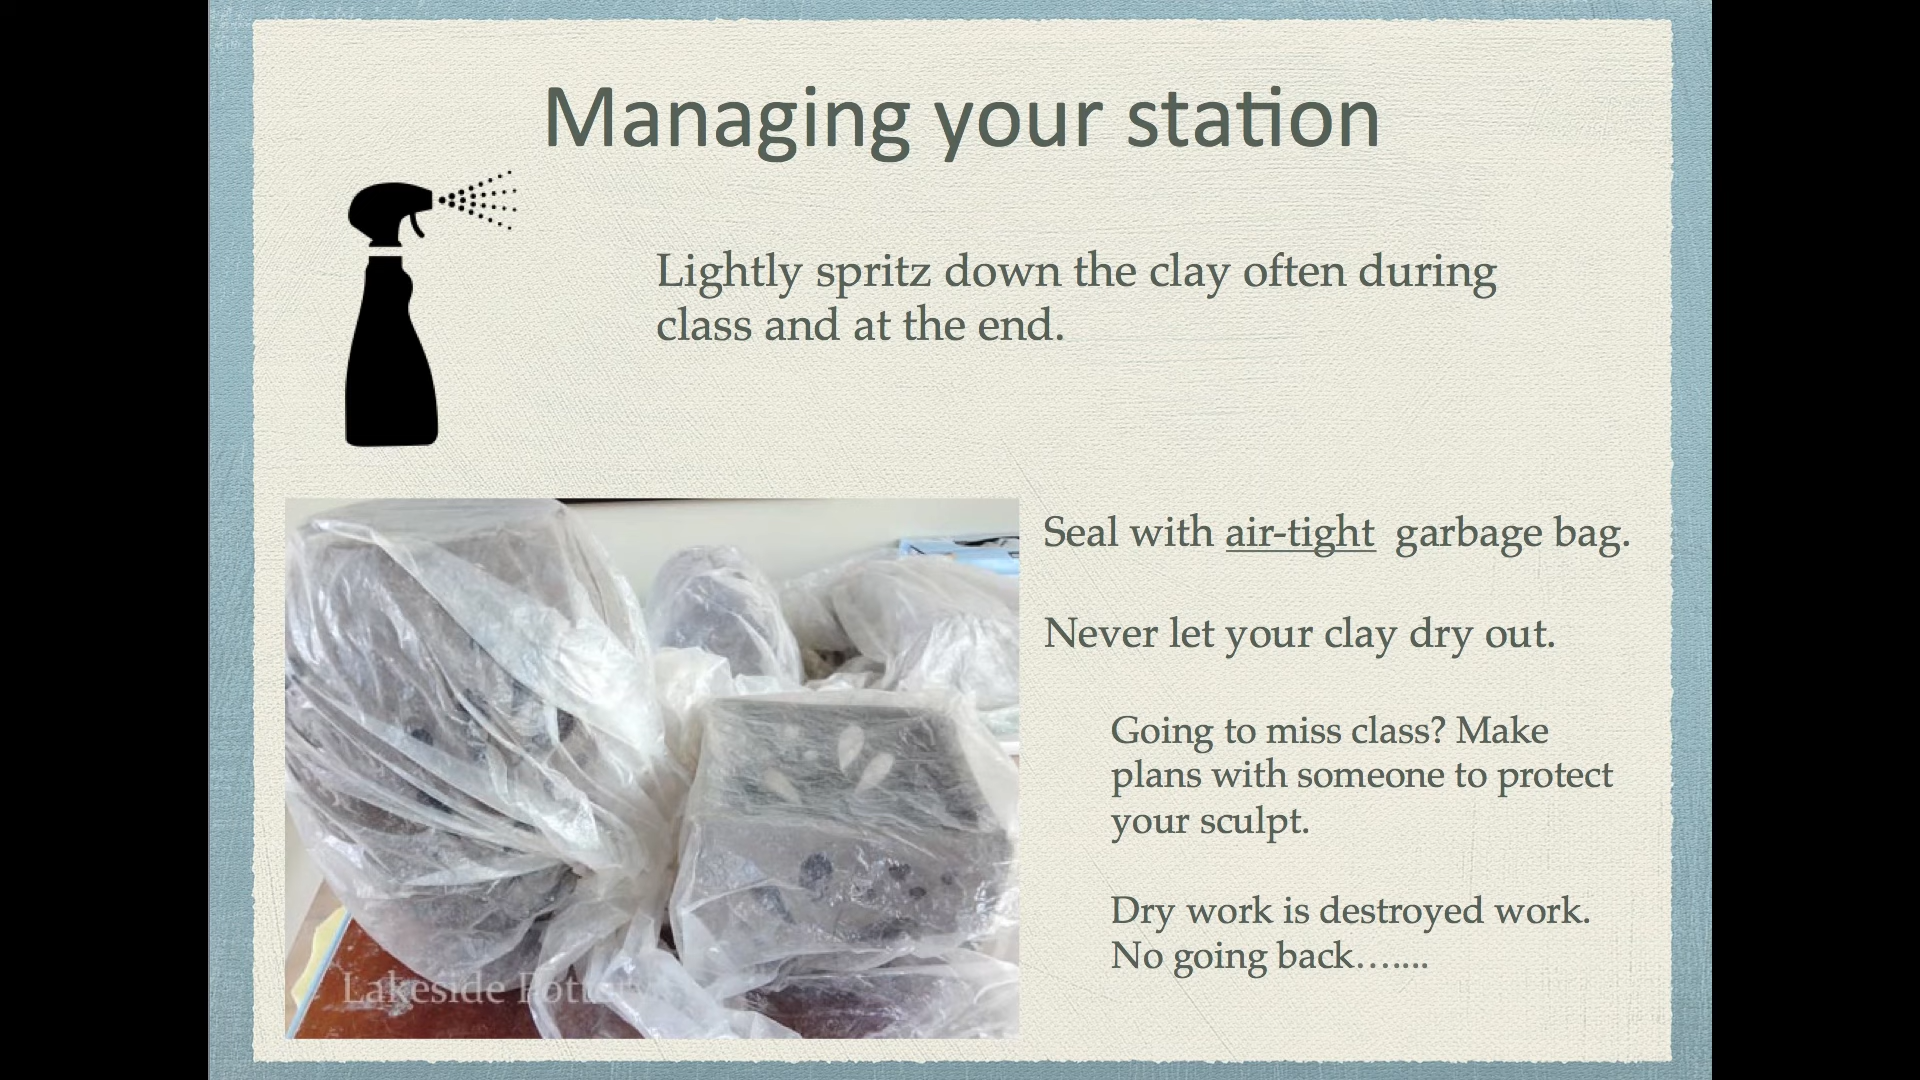 Managing your station
Lightly spritz down the clay often during
class and at the end.
Seal with air-tight garbage bag.
Never let your clay dry out.
Going to miss class? Make
plans with someone to protect
your sculpt.
Dry work is destroyed work.
No going back…....
Lakeside